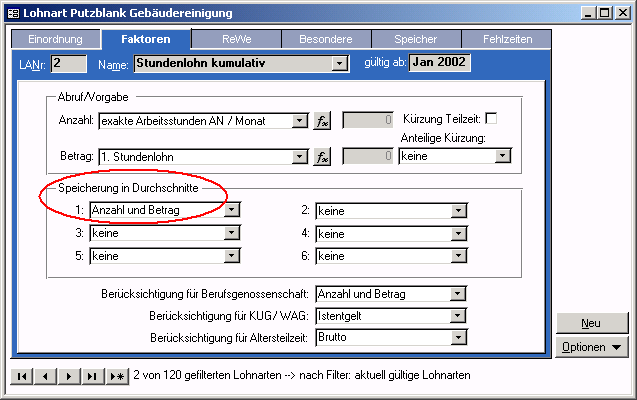 Lohnart Putzblank Gebäudereinigung
Einordnung Faktoren ReWe Besondere Speicher Fehlzeiten
LANr: 2 Name: Stundenlohn kumulativ gültig ab: Jan 2002
Abruf/Vorgabe
Anzahl: exakte Arbeitsstunden AN / Monat fx 0 Kürzung Teilzeit:
Anteilige Kürzung:
Betrag: 1. Stundenlohn fx 0 keine
Speicherung in Durchschnitte
1: Anzahl und Betrag 2: keine
3: keine 4: keine
5: keine 6: keine
Berücksichtigung für Berufsgenossenschaft: Anzahl und Betrag
Berücksichtigung für KUG/ WAG: Istentgelt
Berücksichtigung für Altersteilzeit: Brutto
Neu
Optionen
2 von 120 gefilterten Lohnarten --> nach Filter: aktuell gültige Lohnarten